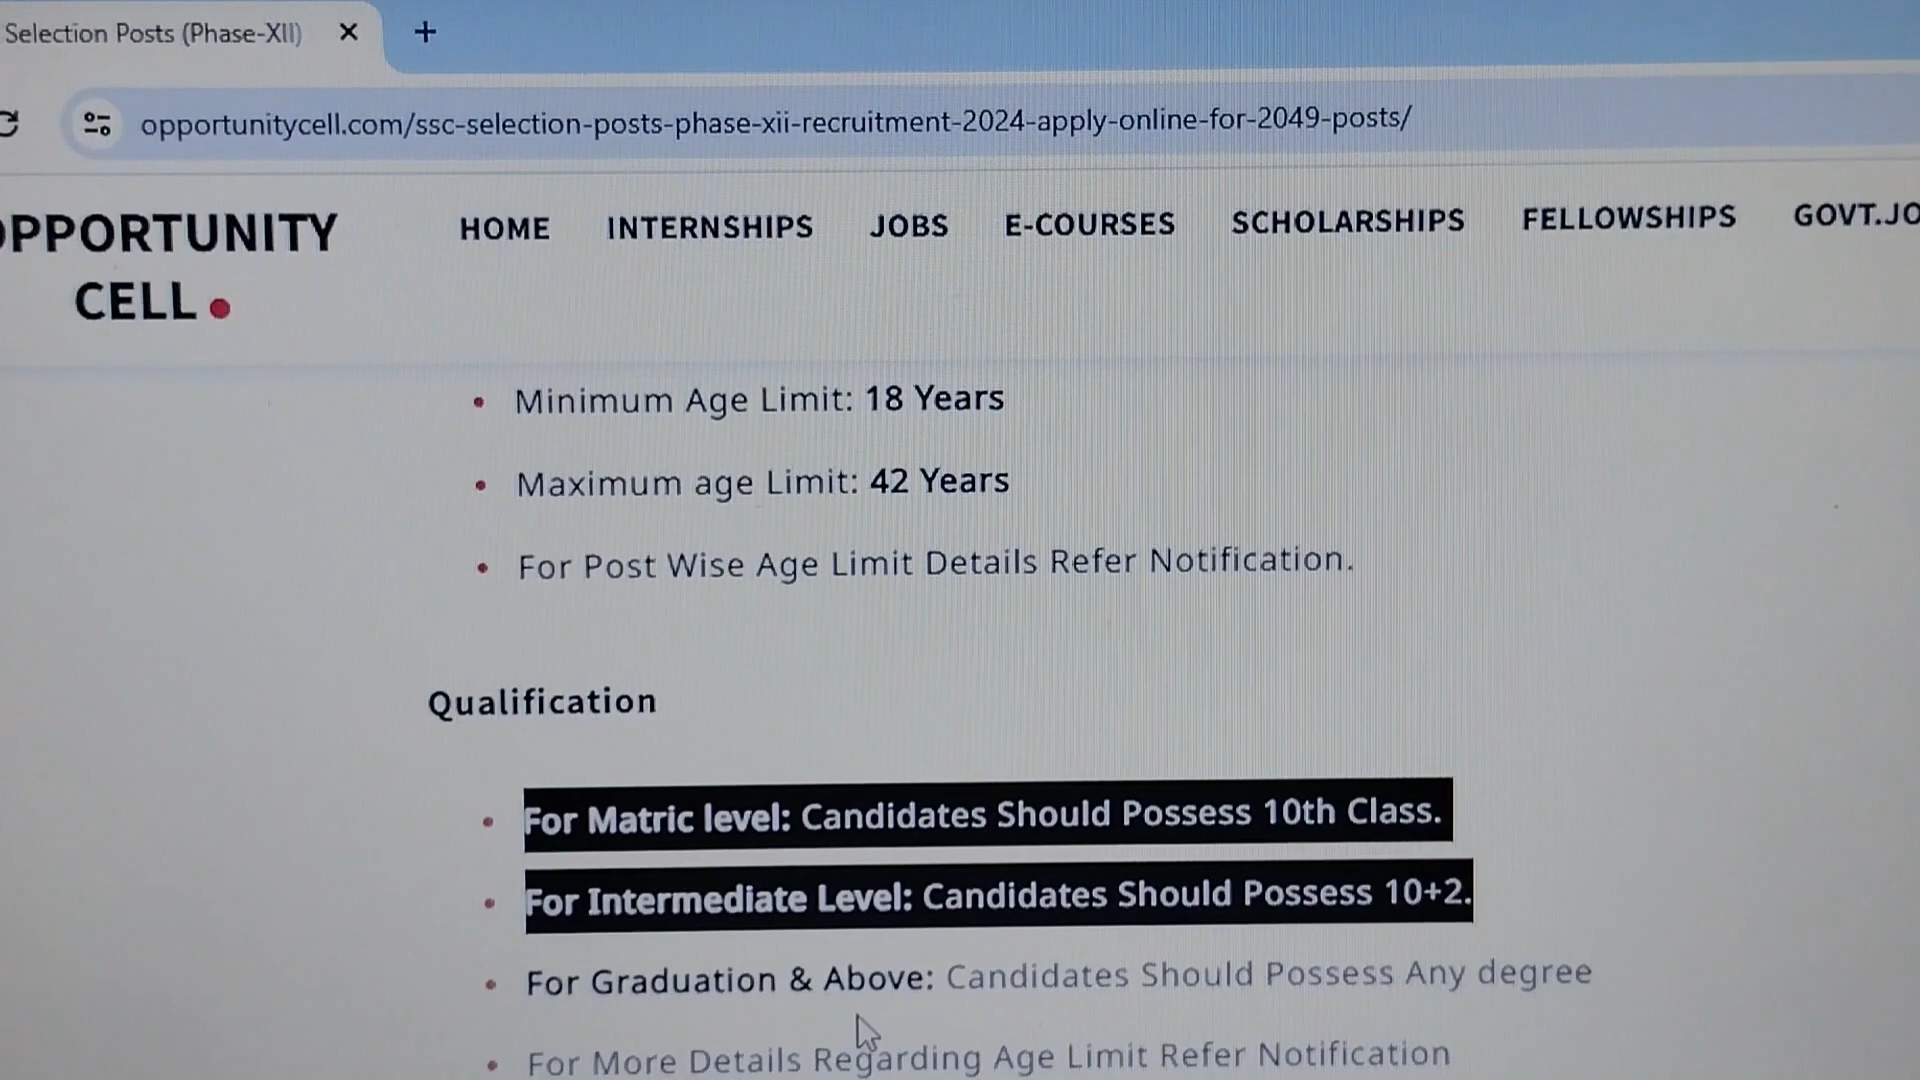 Selection Posts (Phase-XII)
opportunitycell.com/ssc-selection-posts-phase-xii-recruitment-2024-apply-online-for-2049-posts/
OPPORTUNITY
CELL
HOME INTERNSHIPS JOBS E-COURSES SCHOLARSHIPS FELLOWSHIPS GOVT.JO
• Minimum Age Limit: 18 Years
• Maximum age Limit: 42 Years
• For Post Wise Age Limit Details Refer Notification.
Qualification
• For Matric level: Candidates Should Possess 10th Class.
• For Intermediate Level: Candidates Should Possess 10+2.
• For Graduation & Above: Candidates Should Possess Any degree
• For More Details Regarding Age Limit Refer Notification